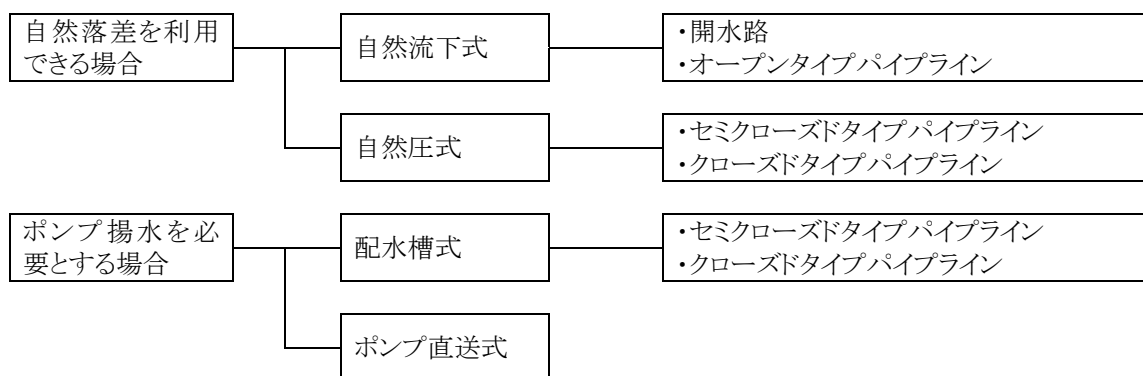 自然落差を利用
できる場合
自然流下式
・開水路
・オープンタイプパイプライン
自然圧式
・セミクローズドタイプパイプライン
・クローズドタイプパイプライン
ポンプ揚水を必
要とする場合
配水槽式
・セミクローズドタイプパイプライン
・クローズドタイプパイプライン
ポンプ直送式